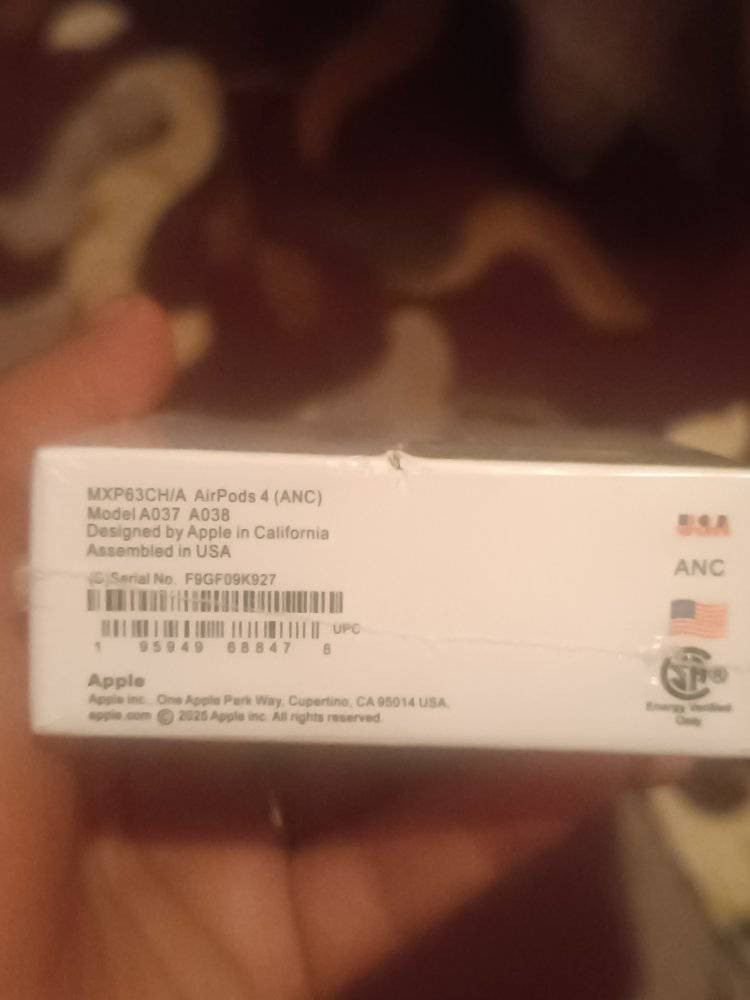 MXP63CH/A AirPods 4 (ANC)
Model A037 A038
Designed by Apple in California
Assembled in USA
(S)Serial No. F9GF09K927
UPC
1 95949 68847 6
Apple
Apple inc., One Apple Park Way, Cupertino, CA 95014 USA.
apple.com © 2025 Apple inc. All rights reserved.
USA
ANC
®
Energy Verified
Only